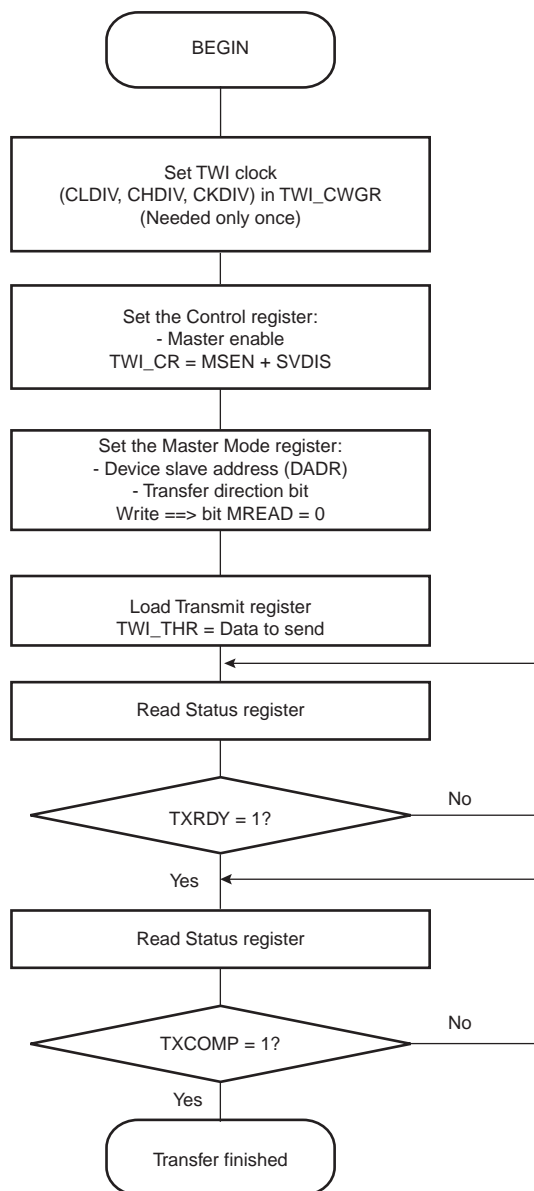 BEGIN
Set TWI clock
(CLDIV, CHDIV, CKDIV) in TWI_CWGR
(Needed only once)
Set the Control register:
- Master enable
TWI_CR = MSEN + SVDIS
Set the Master Mode register:
- Device slave address (DADR)
- Transfer direction bit
Write ==> bit MREAD = 0
Load Transmit register
TWI_THR = Data to send
Read Status register
TXRDY = 1?
No
Yes
Read Status register
TXCOMP = 1?
No
Yes
Transfer finished